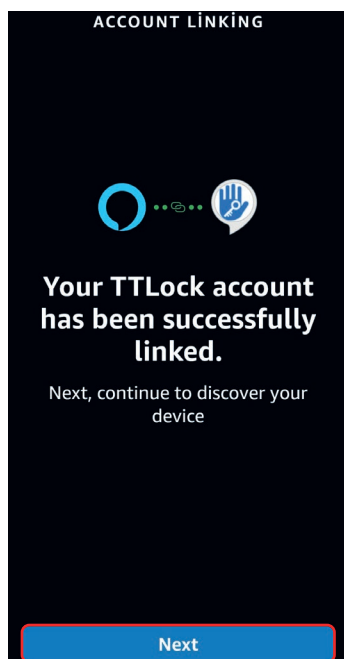 ACCOUNT LİNKİNG
Your TTLock account
has been successfully
linked.
Next, continue to discover your
device
Next